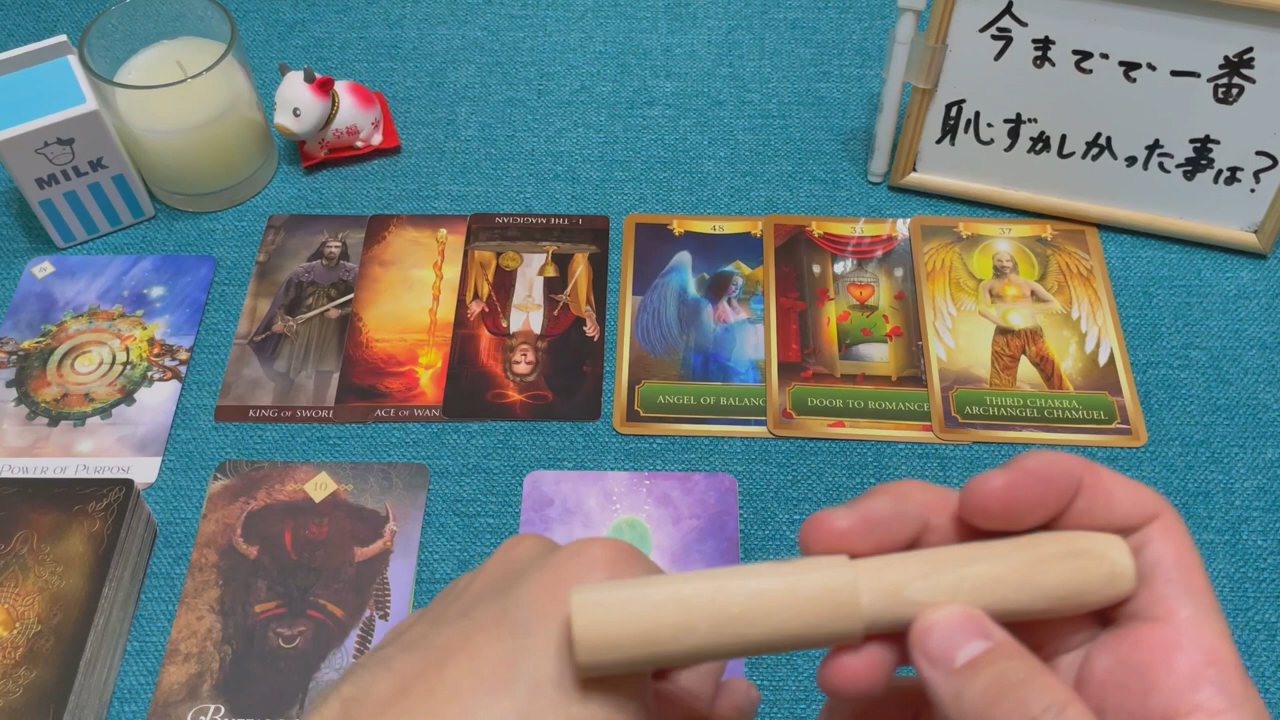 今までで一番
恥ずかしかった事は?
MILK
幸福
I - THE MAGICIAN
KING OF SWORD
ACE OF WAN
48
ANGEL OF BALANC
33
DOOR TO ROMANCE
37
THIRD CHAKRA,
ARCHANGEL CHAMUEL
POWER OF PURPOSE
10